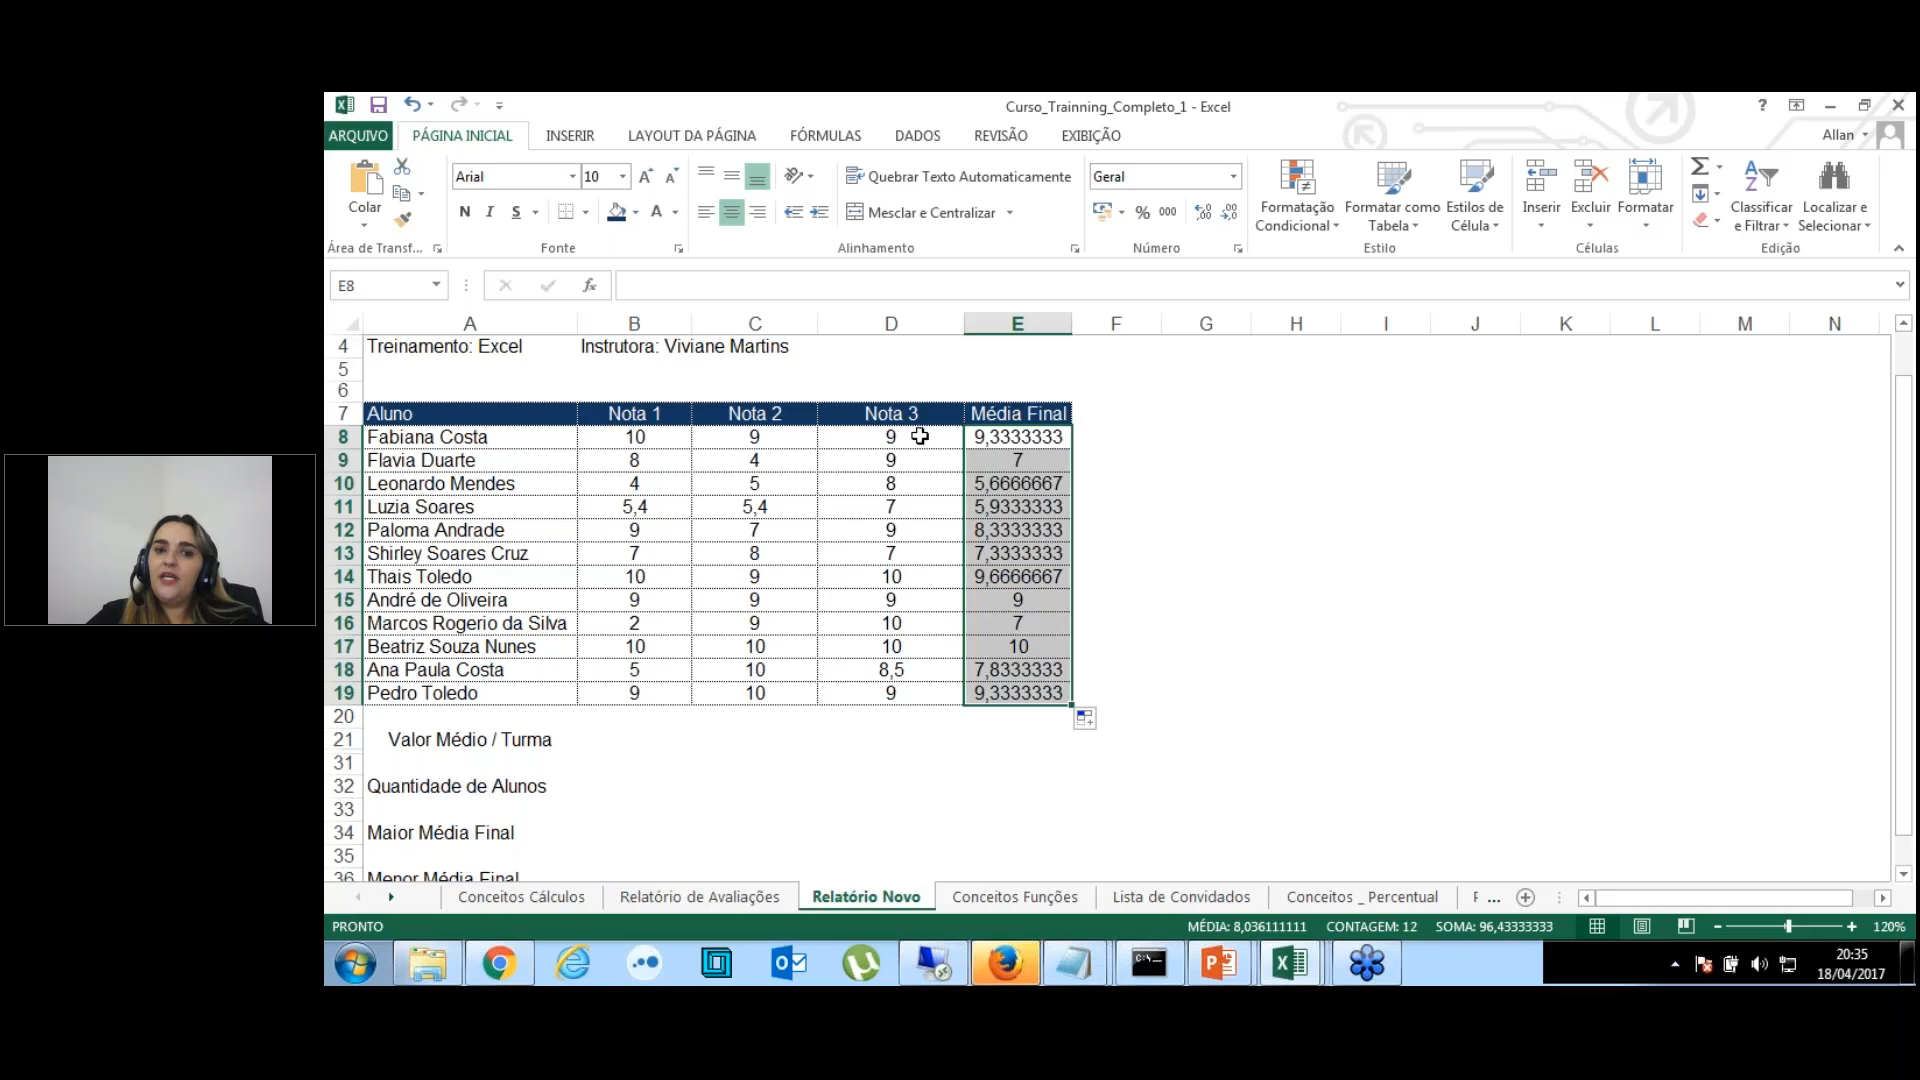 Curso_Trainning_Completo_1 - Excel
ARQUIVO PÁGINA INICIAL INSERIR LAYOUT DA PÁGINA FÓRMULAS DADOS REVISÃO EXIBIÇÃO Allan
Colar
Arial 10
N I S
Quebrar Texto Automaticamente
Mesclar e Centralizar
Geral
% 000
Formatação Condicional
Formatar como Tabela
Estilos de Célula
Inserir Excluir Formatar
Classificar e Filtrar
Localizar e Selecionar
Área de Transf... Fonte Alinhamento Número Estilo Células Edição
E8 fx
A B C D E F G H I J K L M N
4 Treinamento: Excel Instrutora: Viviane Martins
5
6
7 Aluno Nota 1 Nota 2 Nota 3 Média Final
8 Fabiana Costa 10 9 9 9,3333333
9 Flavia Duarte 8 4 9 7
10 Leonardo Mendes 4 5 8 5,6666667
11 Luzia Soares 5,4 5,4 7 5,9333333
12 Paloma Andrade 9 7 9 8,3333333
13 Shirley Soares Cruz 7 8 7 7,3333333
14 Thais Toledo 10 9 10 9,6666667
15 André de Oliveira 9 9 9 9
16 Marcos Rogerio da Silva 2 9 10 7
17 Beatriz Souza Nunes 10 10 10 10
18 Ana Paula Costa 5 10 8,5 7,8333333
19 Pedro Toledo 9 10 9 9,3333333
20
21 Valor Médio / Turma
31
32 Quantidade de Alunos
33
34 Maior Média Final
35
36 Menor Média Final
Conceitos Cálculos Relatório de Avaliações Relatório Novo Conceitos Funções Lista de Convidados Conceitos _ Percentual ...
PRONTO MÉDIA: 8,036111111 CONTAGEM: 12 SOMA: 96,43333333 120%
20:35
18/04/2017